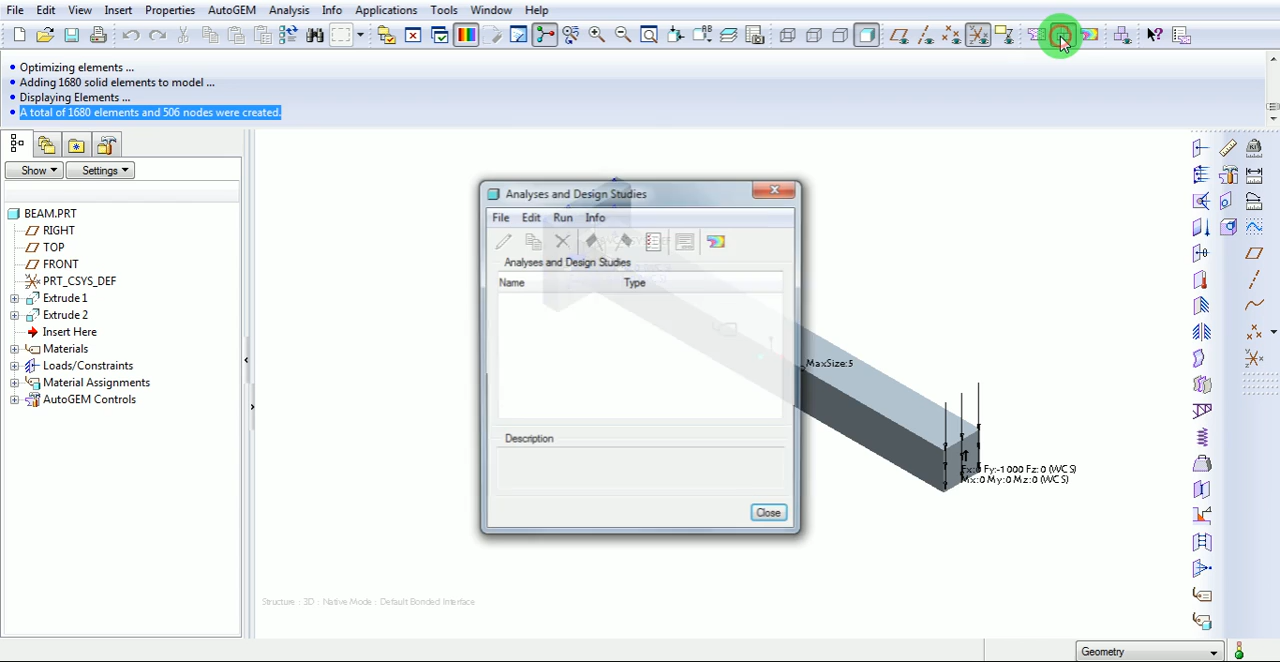 File Edit View Insert Properties AutoGEM Analysis Info Applications Tools Window Help
• Optimizing elements ...
• Adding 1680 solid elements to model ...
• Displaying Elements ...
• A total of 1680 elements and 506 nodes were created.
Show Settings
BEAM.PRT
RIGHT
TOP
FRONT
PRT_CSYS_DEF
Extrude 1
Extrude 2
Insert Here
Materials
Loads/Constraints
Material Assignments
AutoGEM Controls
Analyses and Design Studies
File Edit Run Info
Analyses and Design Studies
Name Type
Description
Close
MaxSize:5
Fx:0 Fy:-1000 Fz:0 (WCS)
Mx:0 My:0 Mz:0 (WCS)
Structure : 3D : Native Mode : Default Bonded Interface
Geometry